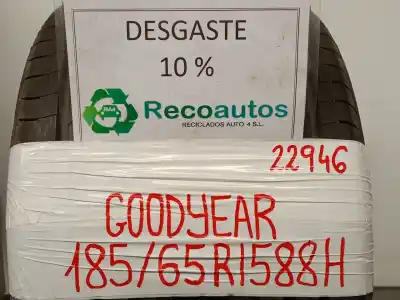 DESGASTE
10 %
Recoautos
RECICLADOS AUTO 4 S.L.
22946
GOODYEAR
185/65R1588H